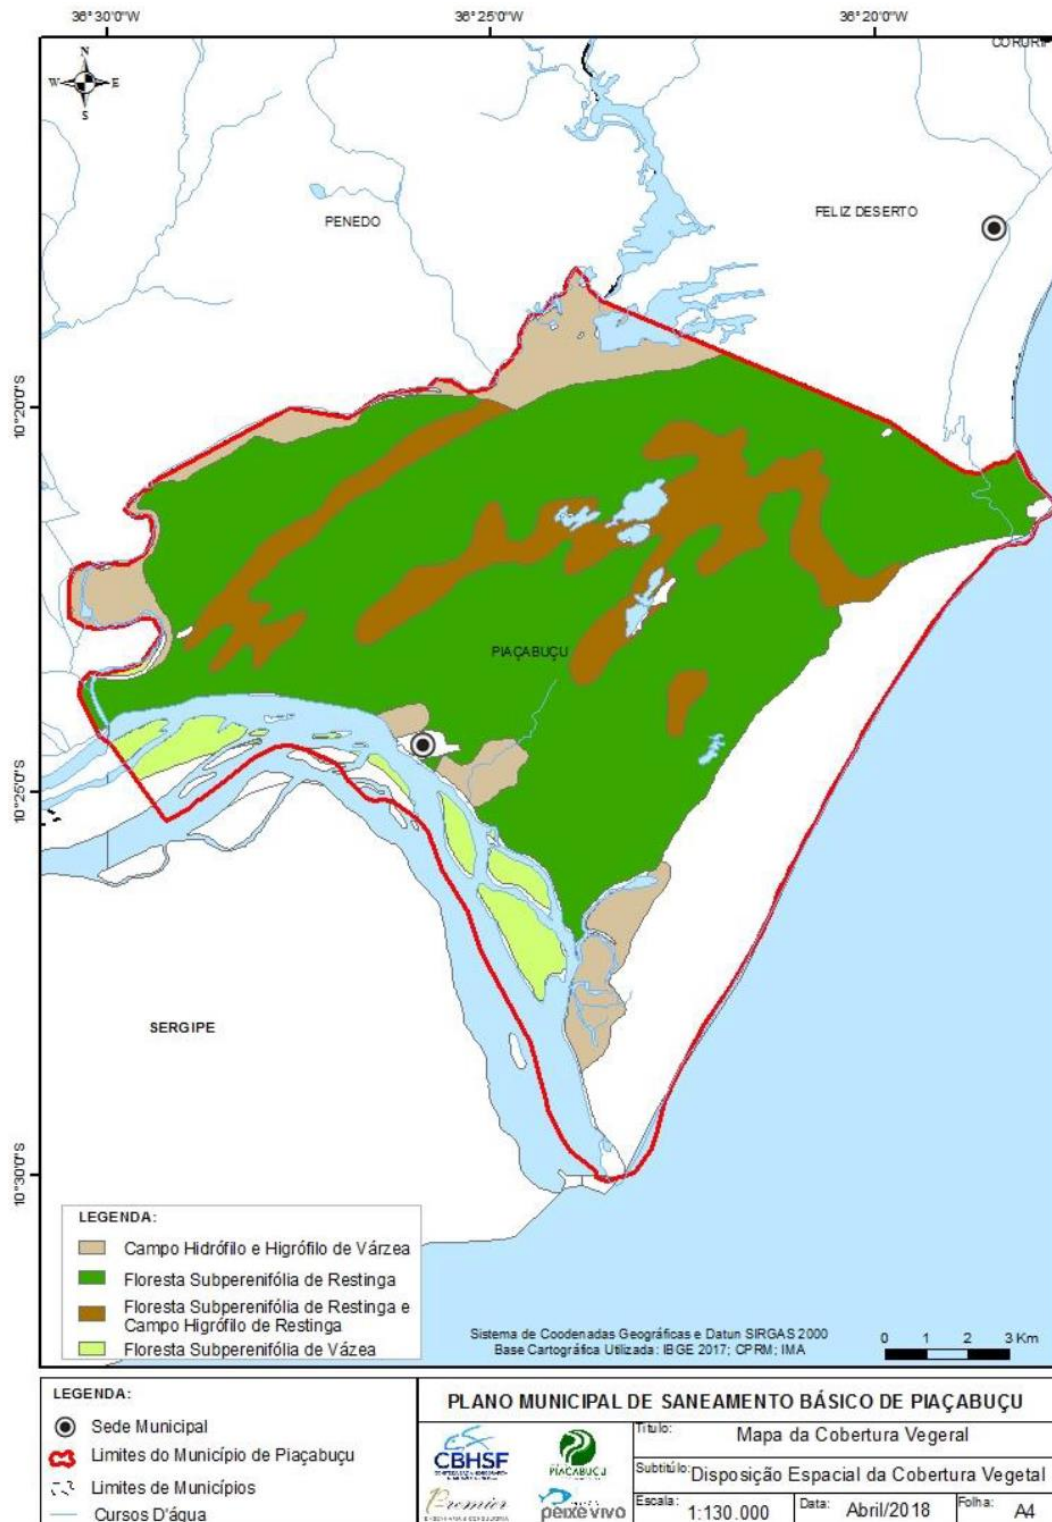 36°30'0"W
36°25'0"W
36°20'0"W
N
W
E
S
PENEDO
FELIZ DESERTO
10°20'0"S
PIAÇABUÇU
10°25'0"S
SERGIPE
10°30'0"S
LEGENDA:
Campo Hidrófilo e Higrófilo de Várzea
Floresta Subperenifólia de Restinga
Floresta Subperenifólia de Restinga e
Campo Higrófilo de Restinga
Floresta Subperenifólia de Vázea
Sistema de Coodenadas Geográficas e Datun SIRGAS 2000
Base Cartográfica Utilizada: IBGE 2017; CPRM; IMA
0 1 2 3 Km
LEGENDA:
Sede Municipal
Limites do Município de Piaçabuçu
Limites de Municípios
Cursos D'água
PLANO MUNICIPAL DE SANEAMENTO BÁSICO DE PIAÇABUÇU
CBHSF
PIAÇABUÇU
Premier
peixe vivo
Título: Mapa da Cobertura Vegeral
Subtitúlo: Disposição Espacial da Cobertura Vegetal
Escala: 1:130.000
Data: Abril/2018
Folha: A4